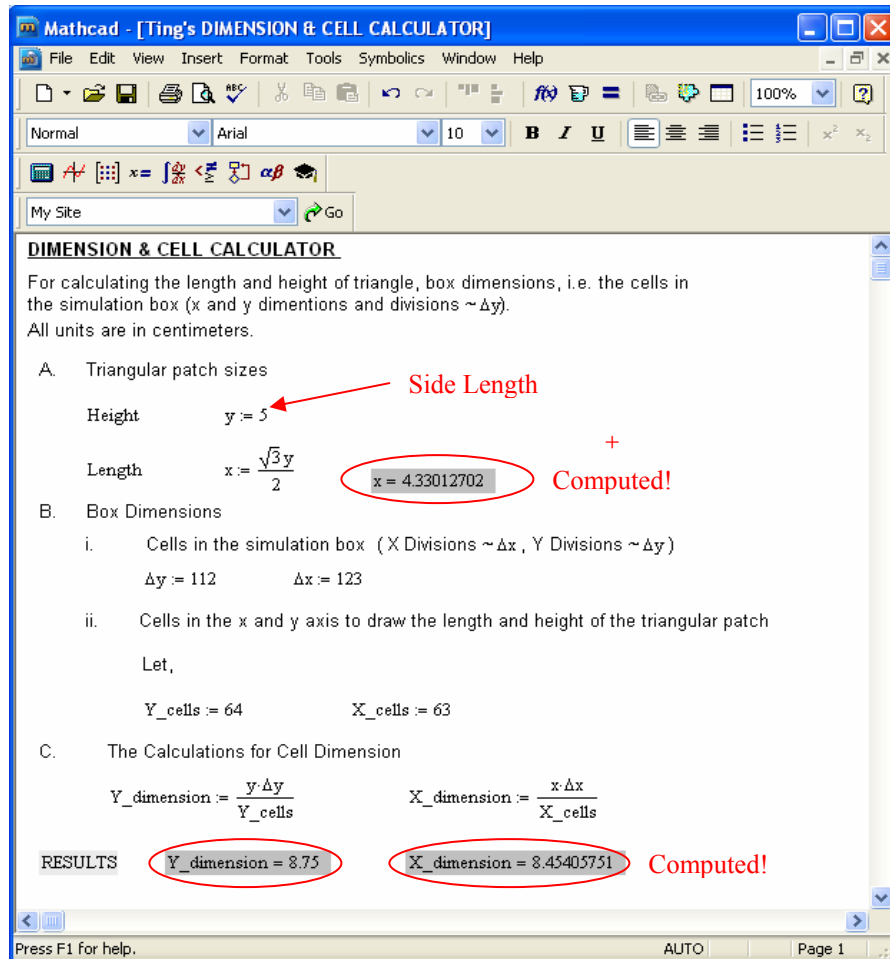 Mathcad - [Ting's DIMENSION & CELL CALCULATOR]
File Edit View Insert Format Tools Symbolics Window Help
100%
Normal Arial 10 B I U
My Site Go
DIMENSION & CELL CALCULATOR
For calculating the length and height of triangle, box dimensions, i.e. the cells in
the simulation box (x and y dimentions and divisions ~ Δy).
All units are in centimeters.
A. Triangular patch sizes
Side Length
Height y := 5
+
Length x := √3 y / 2 x = 4.33012702 Computed!
B. Box Dimensions
i. Cells in the simulation box ( X Divisions ~ Δx , Y Divisions ~ Δy )
Δy := 112 Δx := 123
ii. Cells in the x and y axis to draw the length and height of the triangular patch
Let,
Y_cells := 64 X_cells := 63
C. The Calculations for Cell Dimension
Y_dimension := y·Δy / Y_cells X_dimension := x·Δx / X_cells
RESULTS Y_dimension = 8.75 X_dimension = 8.45405751 Computed!
Press F1 for help. AUTO Page 1